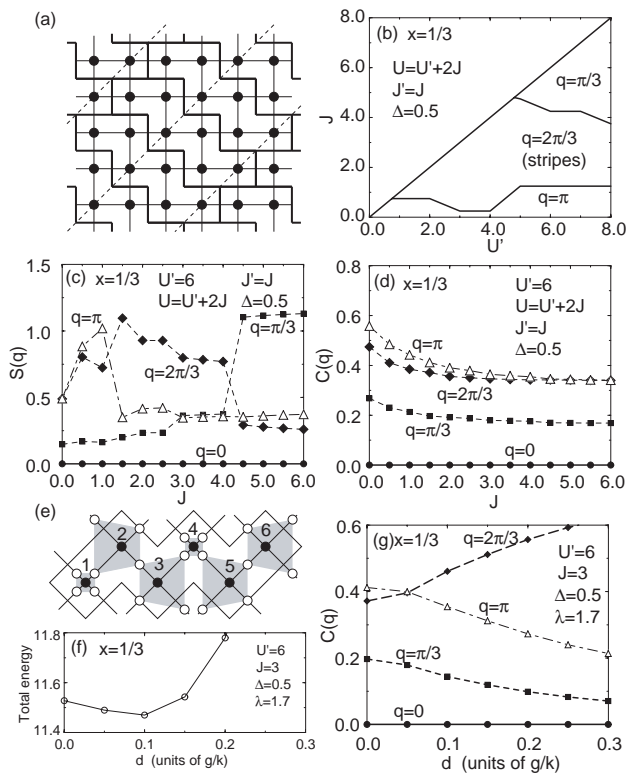 (a)
(b)
x=1/3
U=U'+2J
J'=J
Δ=0.5
q=π/3
q=2π/3
(stripes)
q=π
8.0
6.0
4.0
2.0
0.0
J
0.0 2.0 4.0 6.0 8.0
U'
(c)
x=1/3
U'=6
U=U'+2J
J'=J
Δ=0.5
q=π
q=π/3
q=2π/3
q=0
1.5
1.0
0.5
0.0
S(q)
0.0 1.0 2.0 3.0 4.0 5.0 6.0
J
(d)
x=1/3
U'=6
U=U'+2J
J'=J
Δ=0.5
q=π
q=2π/3
q=π/3
q=0
0.6
0.4
0.2
0.0
C(q)
0.0 1.0 2.0 3.0 4.0 5.0 6.0
J
(e)
1 2 3 4 5 6
(f)
x=1/3
U'=6
J=3
Δ=0.5
λ=1.7
11.8
11.6
11.4
Total energy
0.0 0.1 0.2 0.3
d (units of g/k)
(g)x=1/3
q=2π/3
U'=6
J=3
Δ=0.5
λ=1.7
q=π
q=π/3
q=0
0.6
0.4
0.2
0.0
C(q)
0.0 0.1 0.2 0.3
d (units of g/k)